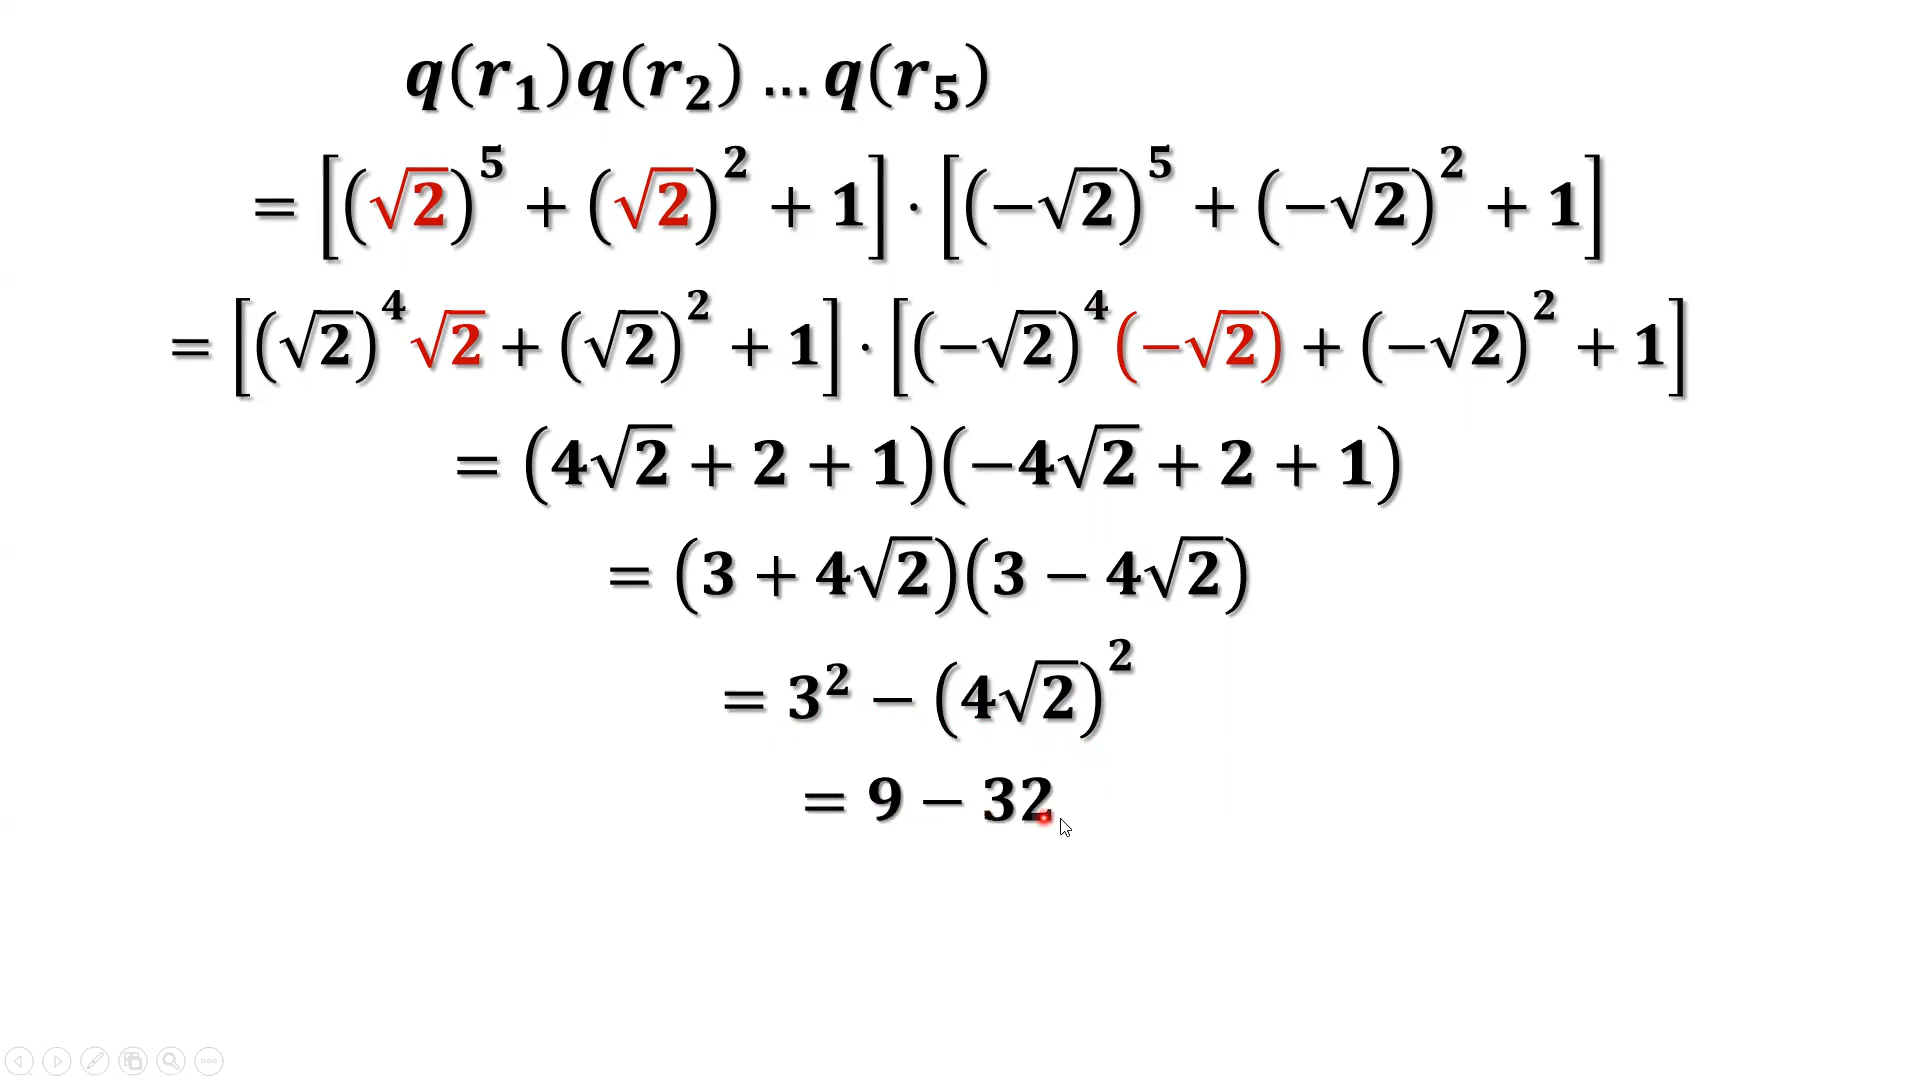 q(r₁)q(r₂) ... q(r₅)
= [(√2)⁵ + (√2)² + 1] · [(−√2)⁵ + (−√2)² + 1]
= [(√2)⁴√2 + (√2)² + 1] · [(−√2)⁴(−√2) + (−√2)² + 1]
= (4√2 + 2 + 1)(−4√2 + 2 + 1)
= (3 + 4√2)(3 − 4√2)
= 3² − (4√2)²
= 9 − 32